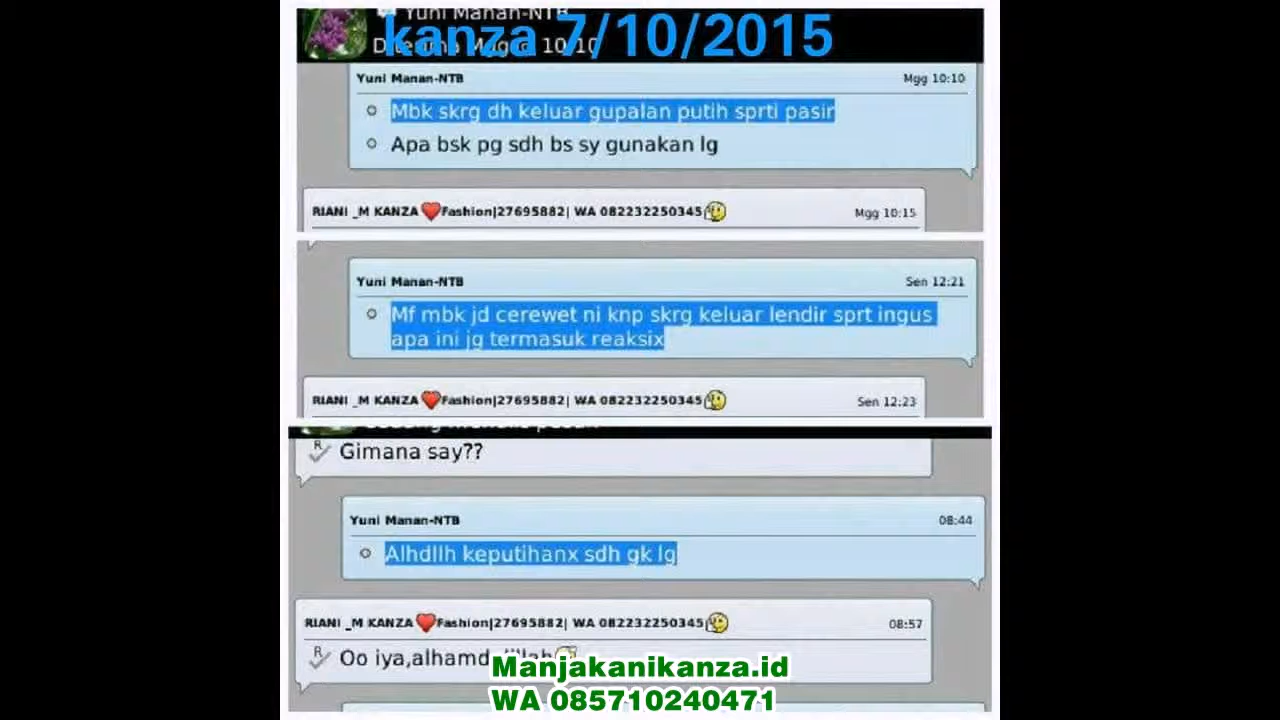 Yuni Manan-NTB
kanza 7/10/2015
Yuni Manan-NTB Mgg 10:10
Mbk skrg dh keluar gupalan putih sprti pasir
Apa bsk pg sdh bs sy gunakan lg
RIANI _M KANZA❤Fashion|27695882| WA 082232250345 Mgg 10:15
Yuni Manan-NTB Sen 12:21
Mf mbk jd cerewet ni knp skrg keluar lendir sprt ingus
apa ini jg termasuk reaksix
RIANI _M KANZA❤Fashion|27695882| WA 082232250345 Sen 12:23
R Gimana say??
Yuni Manan-NTB 08:44
Alhdllh keputihanx sdh gk lg
RIANI _M KANZA❤Fashion|27695882| WA 082232250345 08:57
R Oo iya,
Manjakanikanza.id
WA 085710240471